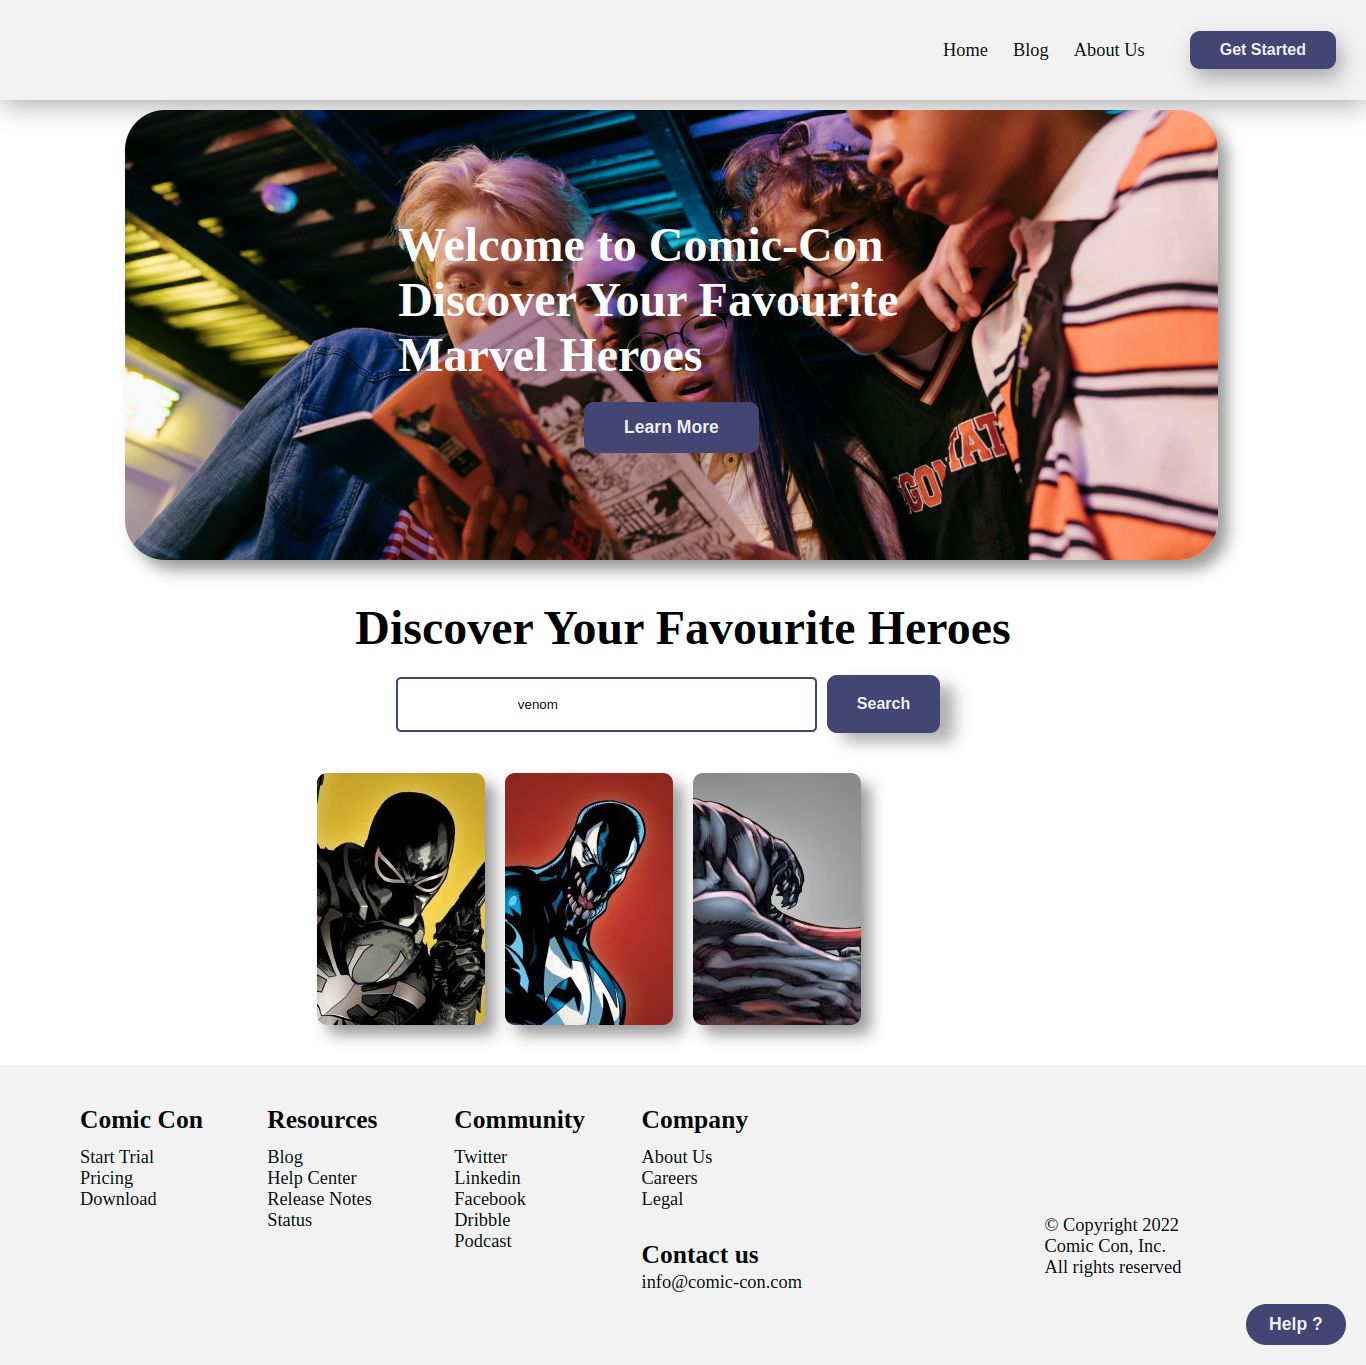 Home Blog About Us Get Started
Welcome to Comic-Con
Discover Your Favourite
Marvel Heroes
Learn More
Discover Your Favourite Heroes
venom
Search
Comic Con
Start Trial
Pricing
Download
Resources
Blog
Help Center
Release Notes
Status
Community
Twitter
Linkedin
Facebook
Dribble
Podcast
Company
About Us
Careers
Legal
Contact us
info@comic-con.com
© Copyright 2022
Comic Con, Inc.
All rights reserved
Help ?